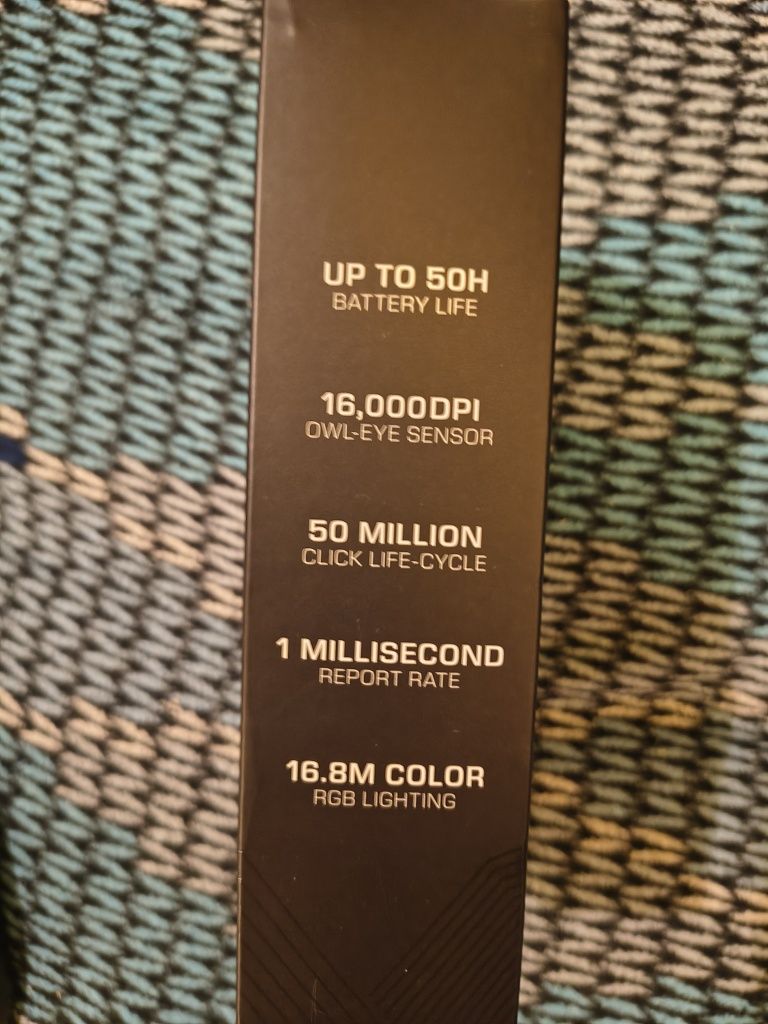 UP TO 50H
BATTERY LIFE
16,000DPI
OWL-EYE SENSOR
50 MILLION
CLICK LIFE-CYCLE
1 MILLISECOND
REPORT RATE
16.8M COLOR
RGB LIGHTING